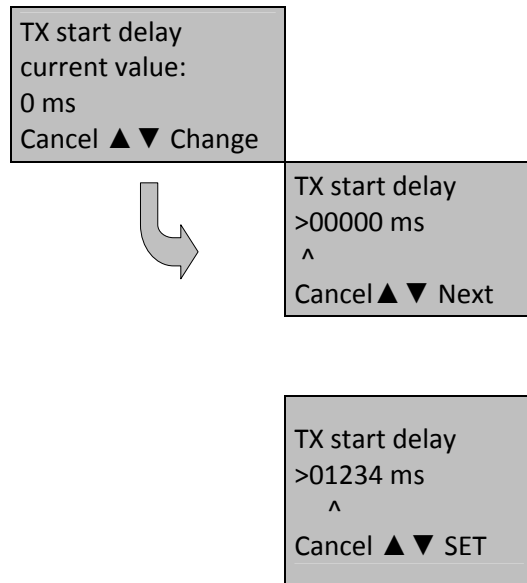 TX start delay
current value:
0 ms
Cancel ▲ ▼ Change
TX start delay
>00000 ms
^
Cancel▲ ▼ Next
TX start delay
>01234 ms
^
Cancel ▲ ▼ SET